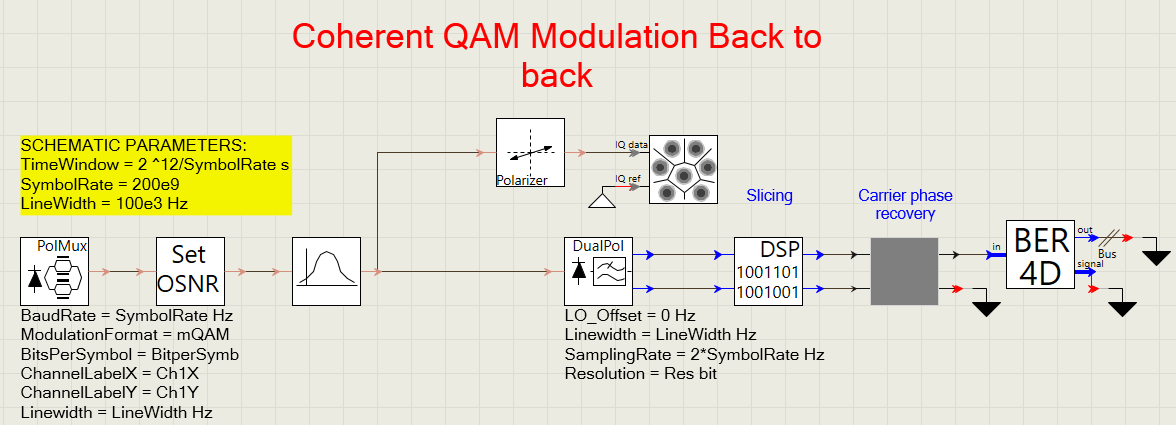 Coherent QAM Modulation Back to
back
SCHEMATIC PARAMETERS:
TimeWindow = 2 ^12/SymbolRate s
SymbolRate = 200e9
LineWidth = 100e3 Hz
Polarizer
IQ data
IQ ref
Slicing
Carrier phase
recovery
PolMux
Set
OSNR
DualPol
DSP
1001101
1001001
in
BER
4D
out
Bus
signal
BaudRate = SymbolRate Hz
ModulationFormat = mQAM
BitsPerSymbol = BitperSymb
ChannelLabelX = Ch1X
ChannelLabelY = Ch1Y
Linewidth = LineWidth Hz
LO_Offset = 0 Hz
Linewidth = LineWidth Hz
SamplingRate = 2*SymbolRate Hz
Resolution = Res bit